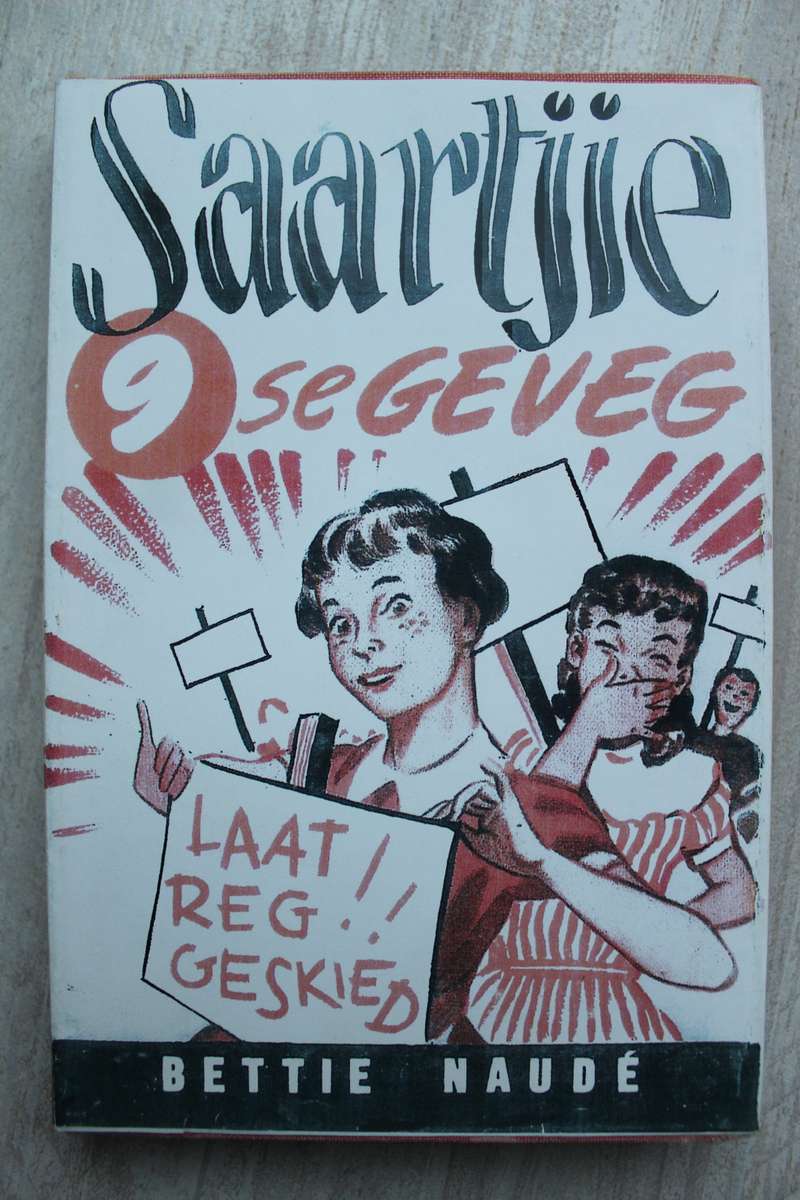 Saartjie
9 se GEVEG
LAAT!
REG!!
GESKIED
BETTIE NAUDÉ